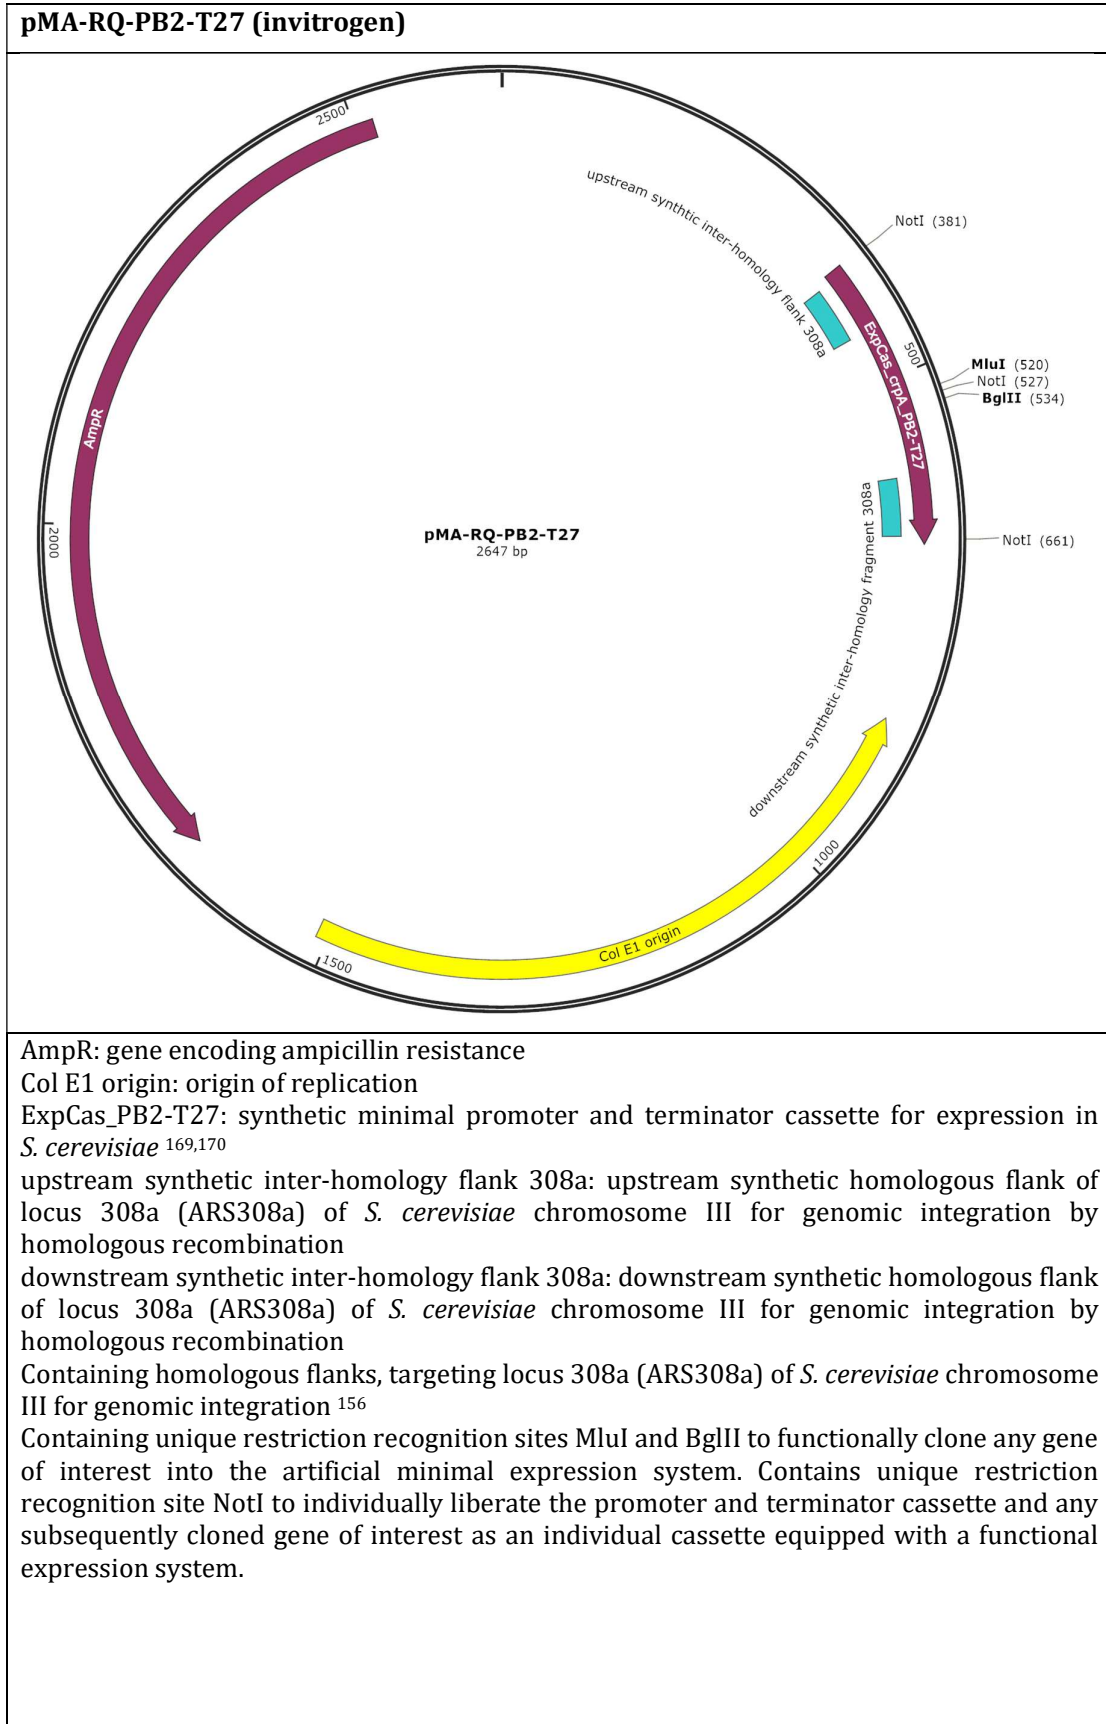 pMA-RQ-PB2-T27 (invitrogen)
2500
upstream synthtic inter-homology flank 308a
NotI (381)
ExpCas_crpA_PB2-T27
500
MluI (520)
NotI (527)
BglII (534)
AmpR
2000
pMA-RQ-PB2-T27
2647 bp
downstream synthetic inter-homology fragment 308a
NotI (661)
1000
Col E1 origin
1500
AmpR: gene encoding ampicillin resistance
Col E1 origin: origin of replication
ExpCas_PB2-T27: synthetic minimal promoter and terminator cassette for expression in
S. cerevisiae 169,170
upstream synthetic inter-homology flank 308a: upstream synthetic homologous flank of
locus 308a (ARS308a) of S. cerevisiae chromosome III for genomic integration by
homologous recombination
downstream synthetic inter-homology flank 308a: downstream synthetic homologous flank
of locus 308a (ARS308a) of S. cerevisiae chromosome III for genomic integration by
homologous recombination
Containing homologous flanks, targeting locus 308a (ARS308a) of S. cerevisiae chromosome
III for genomic integration 156
Containing unique restriction recognition sites MluI and BglII to functionally clone any gene
of interest into the artificial minimal expression system. Contains unique restriction
recognition site NotI to individually liberate the promoter and terminator cassette and any
subsequently cloned gene of interest as an individual cassette equipped with a functional
expression system.